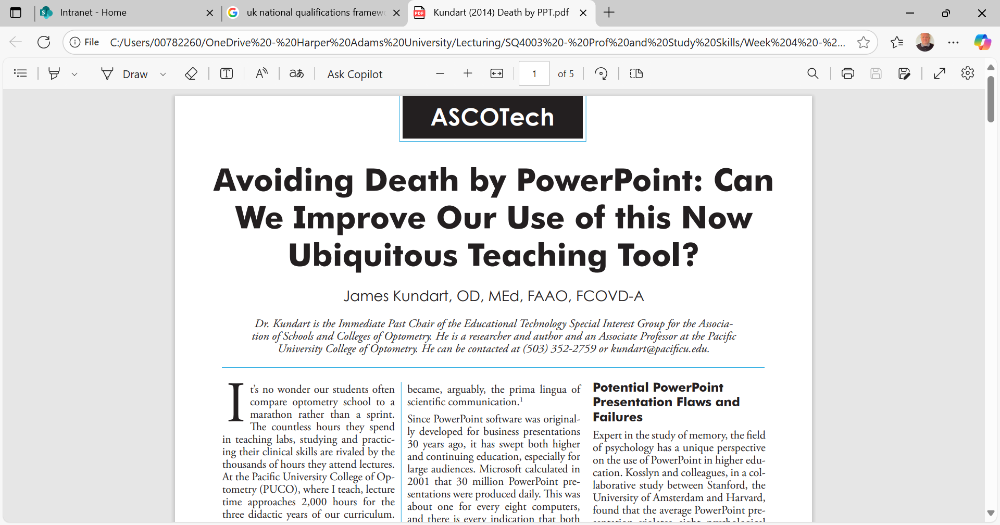 Intranet - Home
uk national qualifications framew
Kundart (2014) Death by PPT.pdf
File
C:/Users/00782260/OneDrive%20-%20Harper%20Adams%20University/Lecturing/SQ4003%20-%20Prof%20and%20Study%20Skills/Week%204%20-%2...
Draw
Ask Copilot
1
of 5
ASCOTech
Avoiding Death by PowerPoint: Can
We Improve Our Use of this Now
Ubiquitous Teaching Tool?
James Kundart, OD, MEd, FAAO, FCOVD-A
Dr. Kundart is the Immediate Past Chair of the Educational Technology Special Interest Group for the Associa-
tion of Schools and Colleges of Optometry. He is a researcher and author and an Associate Professor at the Pacific
University College of Optometry. He can be contacted at (503) 352-2759 or kundart@pacificu.edu.
It's no wonder our students often
compare optometry school to a
marathon rather than a sprint.
The countless hours they spend
in teaching labs, studying and practic-
ing their clinical skills are rivaled by the
thousands of hours they attend lectures.
At the Pacific University College of Op-
tometry (PUCO), where I teach, lecture
time approaches 2,000 hours for the
three didactic years of our curriculum.
became, arguably, the prima lingua of
scientific communication.1
Since PowerPoint software was original-
ly developed for business presentations
30 years ago, it has swept both higher
and continuing education, especially for
large audiences. Microsoft calculated in
2001 that 30 million PowerPoint pre-
sentations were produced daily. This was
about one for every eight computers,
and there is every indication that both
Potential PowerPoint
Presentation Flaws and
Failures
Expert in the study of memory, the field
of psychology has a unique perspective
on the use of PowerPoint in higher edu-
cation. Kosslyn and colleagues, in a col-
laborative study between Stanford, the
University of Amsterdam and Harvard,
found that the average PowerPoint pre-